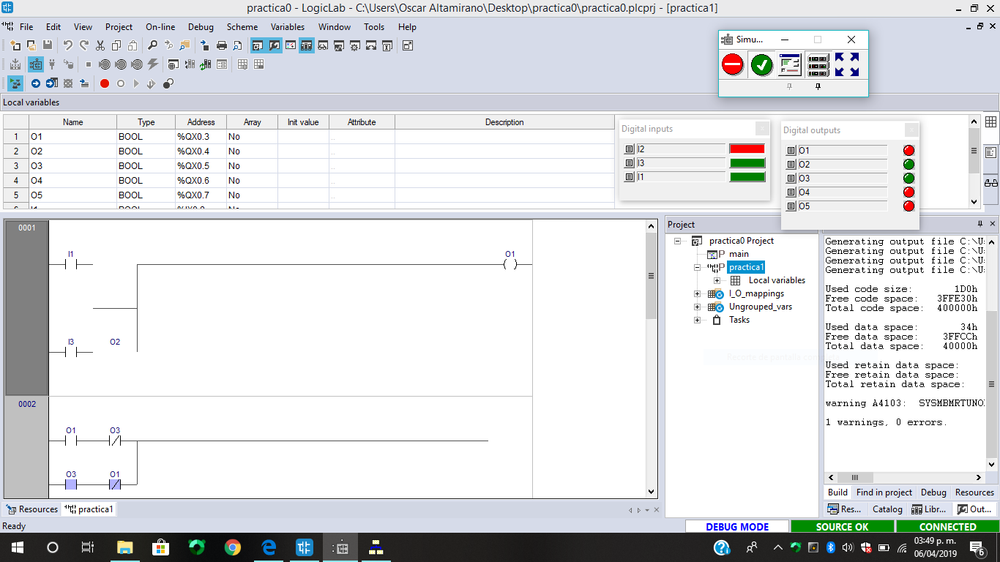 practica0 - LogicLab - C:\Users\Oscar Altamirano\Desktop\practica0\practica0.plcprj - [practica1]
File Edit View Project On-line Debug Scheme Variables Window Tools Help
Simu...
Local variables
Name Type Address Array Init value Attribute Description
1 O1 BOOL %QX0.3 No ..
2 O2 BOOL %QX0.4 No ..
3 O3 BOOL %QX0.5 No ..
4 O4 BOOL %QX0.6 No ..
5 O5 BOOL %QX0.7 No ..
Digital inputs
I2
I3
I1
Digital outputs
O1
O2
O3
O4
O5
0001
I1 O1
I3 O2
0002
O1 O3
O3 O1
Project
practica0 Project
main
practica1
Local variables
I_O_mappings
Ungrouped_vars
Tasks
Generating output file C:\U
Generating output file C:\U
Generating output file C:\U
Generating output file C:\U
Used code size: 1D0h
Free code space: 3FFE30h
Total code space: 400000h
Used data space: 34h
Free data space: 3FFCCh
Total data space: 40000h
Used retain data space:
Free retain data space:
Total retain data space:
warning A4103: SYSMBMRTUNO
1 warnings, 0 errors.
Build Find in project Debug Resources
Res... Catalog Libr... Out...
Resources practica1
Ready
DEBUG MODE SOURCE OK CONNECTED
03:49 p. m.
06/04/2019
6